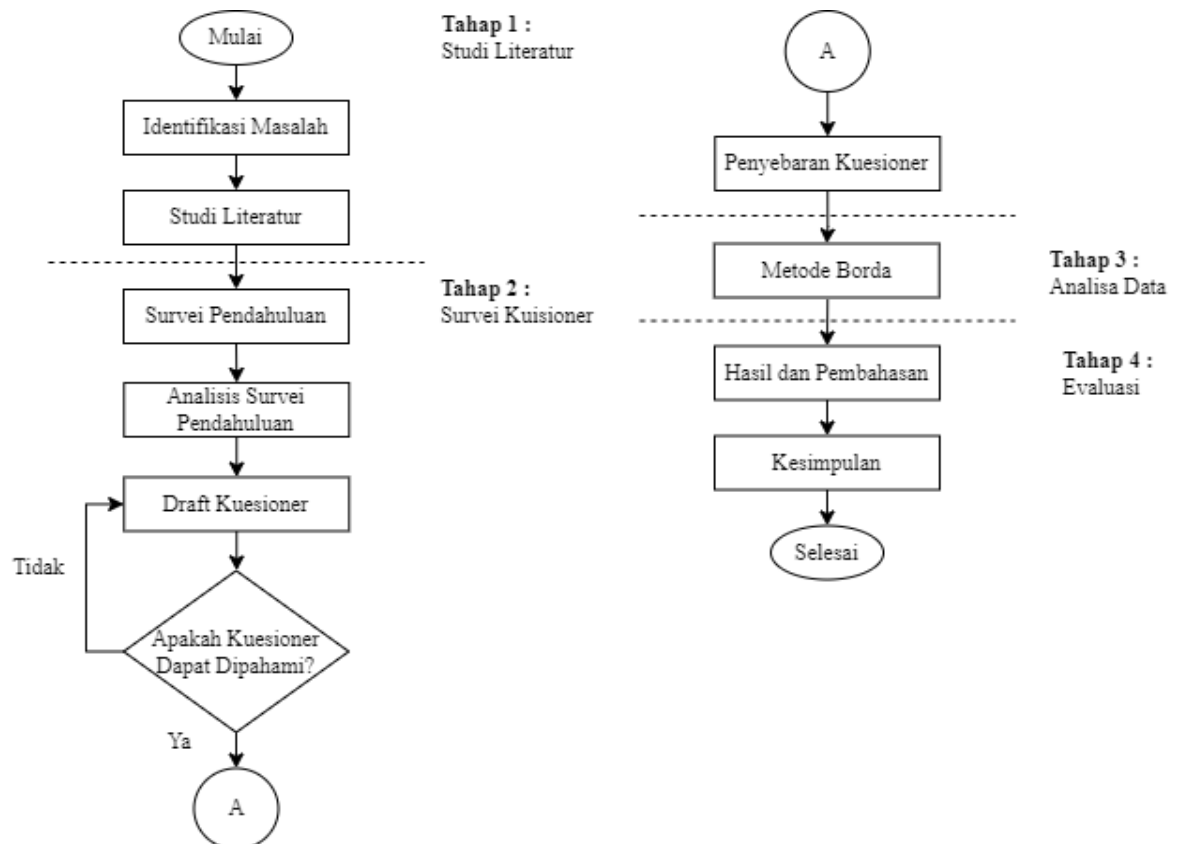 Mulai
Tahap 1 :
Studi Literatur
Identifikasi Masalah
Studi Literatur
Tahap 2 :
Survei Kuisioner
Survei Pendahuluan
Analisis Survei
Pendahuluan
Draft Kuesioner
Tidak
Apakah Kuesioner
Dapat Dipahami?
Ya
A
A
Penyebaran Kuesioner
Metode Borda
Tahap 3 :
Analisa Data
Hasil dan Pembahasan
Tahap 4 :
Evaluasi
Kesimpulan
Selesai